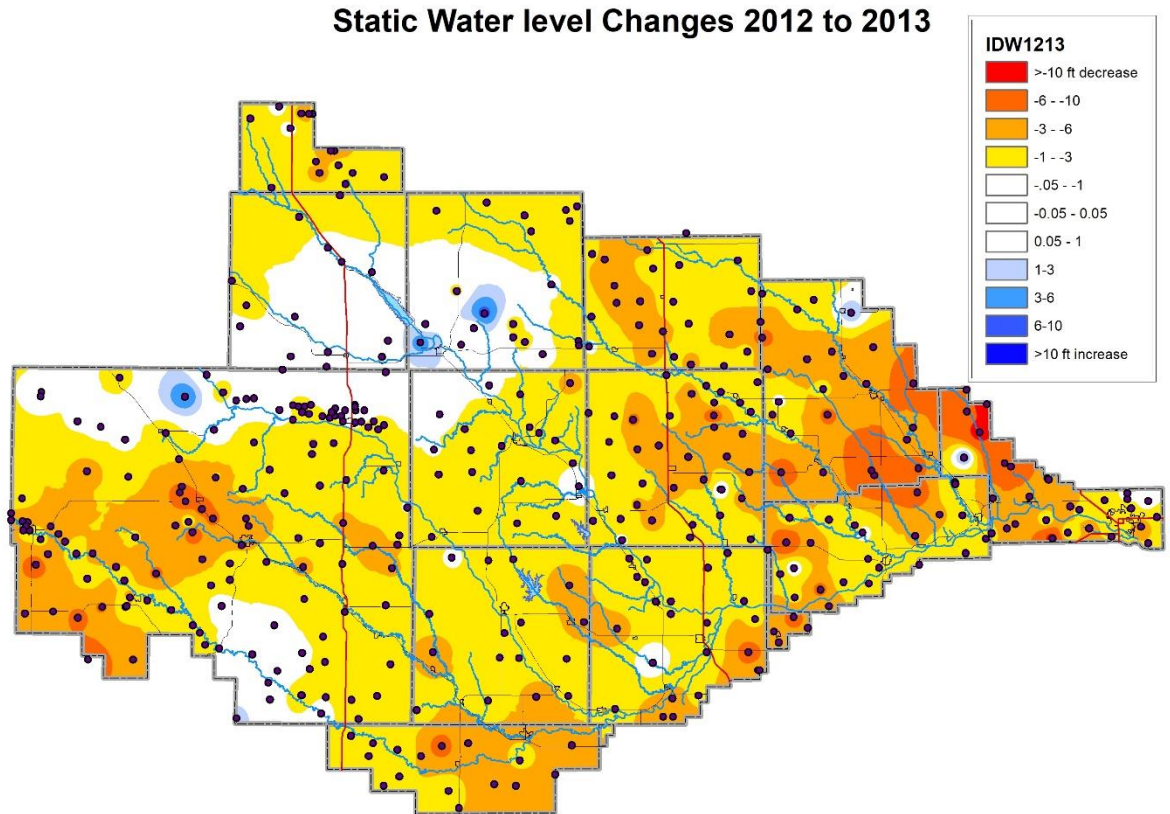 Static Water level Changes 2012 to 2013
IDW1213
>-10 ft decrease
-6 - -10
-3 - -6
-1 - -3
-.05 - -1
-0.05 - 0.05
0.05 - 1
1-3
3-6
6-10
>10 ft increase